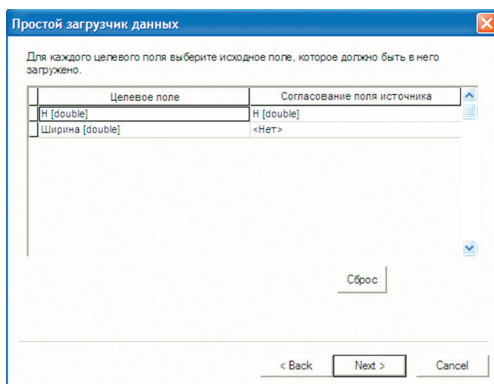 Простой загрузчик данных
Для каждого целевого поля выберите исходное поле, которое должно быть в него
загружено.
Целевое поле Согласование поля источника
H [double] H [double]
Ширина [double] <Нет>
Сброс
< Back Next > Cancel